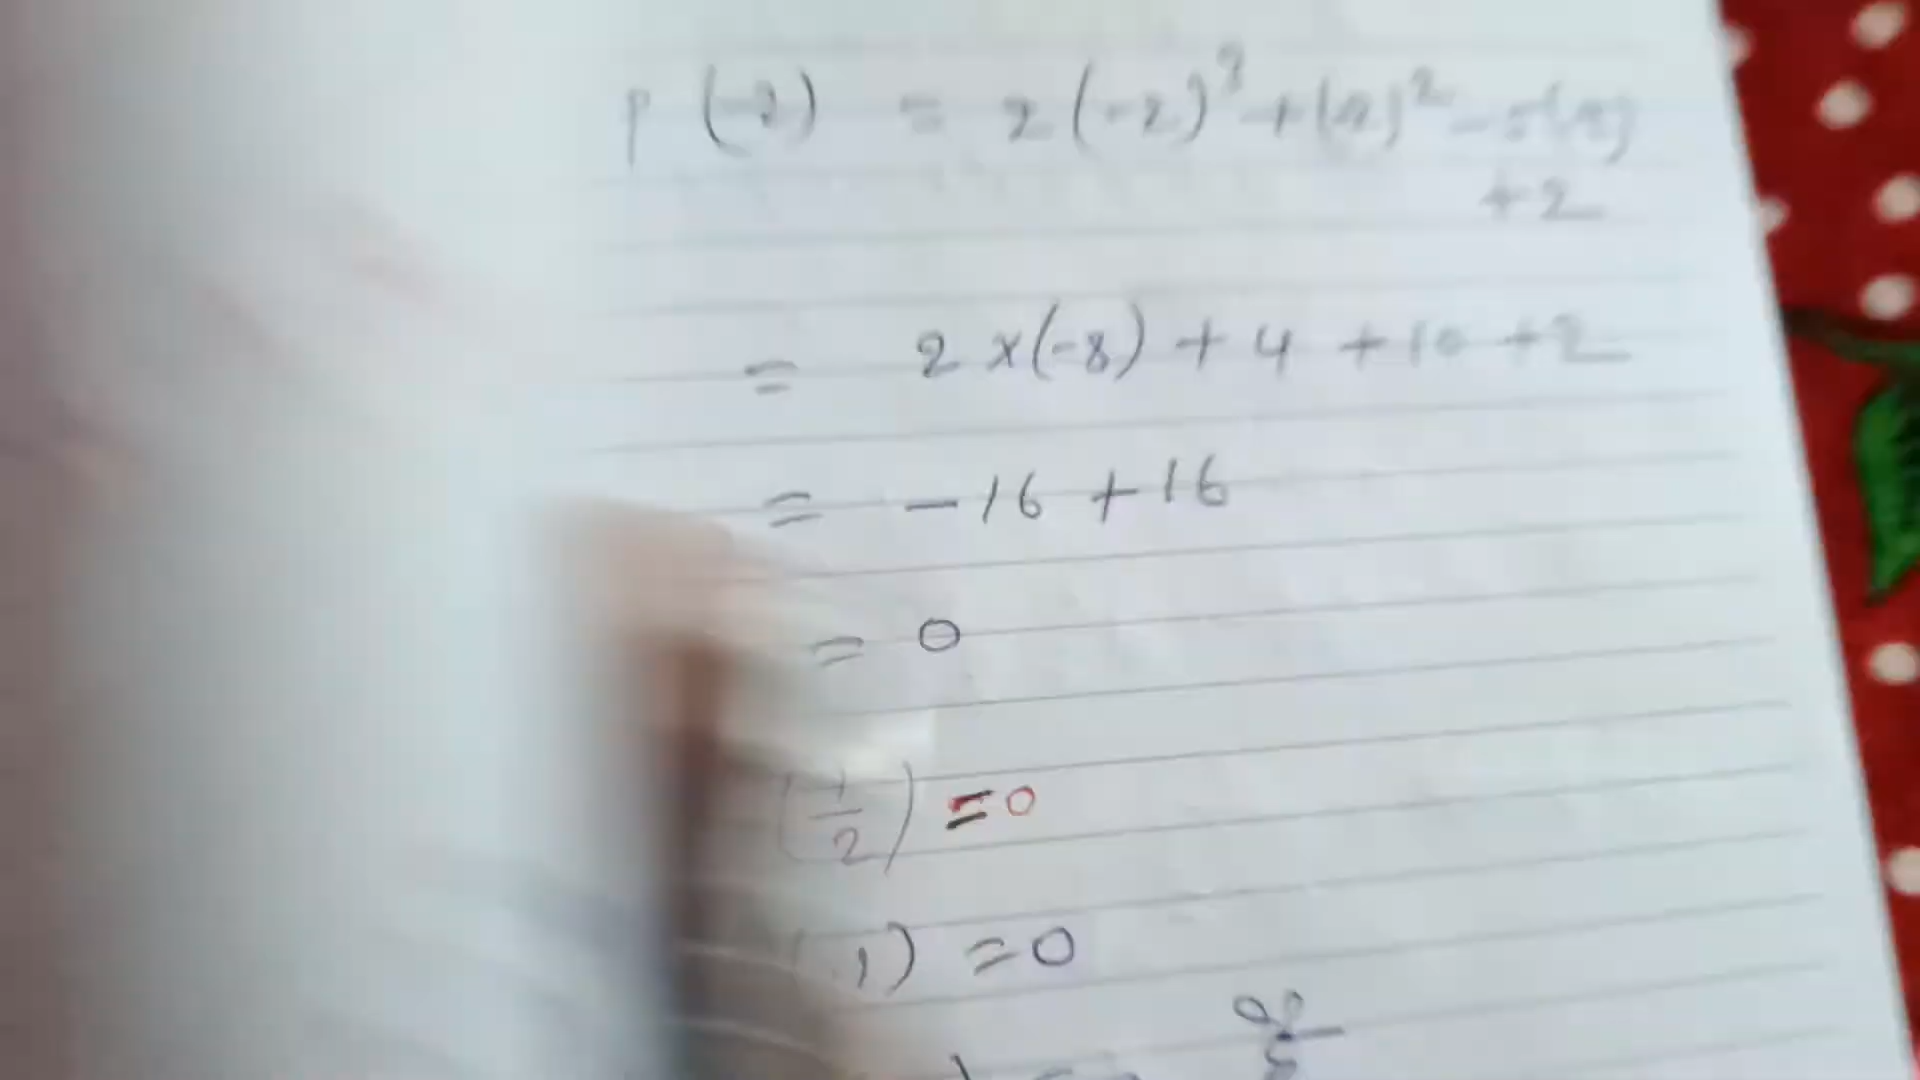 p (-2) = 2 (-2)³ + (-2)² - 5(-2)
+ 2
= 2 x (-8) + 4 + 10 + 2
= - 16 + 16
= 0
(1/2) = 0
(1) = 0